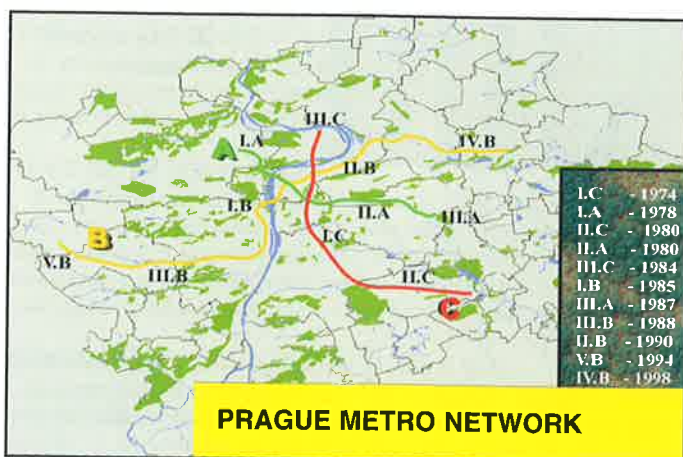 III.C
I.A
A
IV.B
II.B
I.B
II.A
III.A
B
I.C
V.B
III.B
II.C
C
I.C - 1974
I.A - 1978
II.C - 1980
II.A - 1980
III.C - 1984
I.B - 1985
III.A - 1987
III.B - 1988
II.B - 1990
V.B - 1994
IV.B - 1998
PRAGUE METRO NETWORK